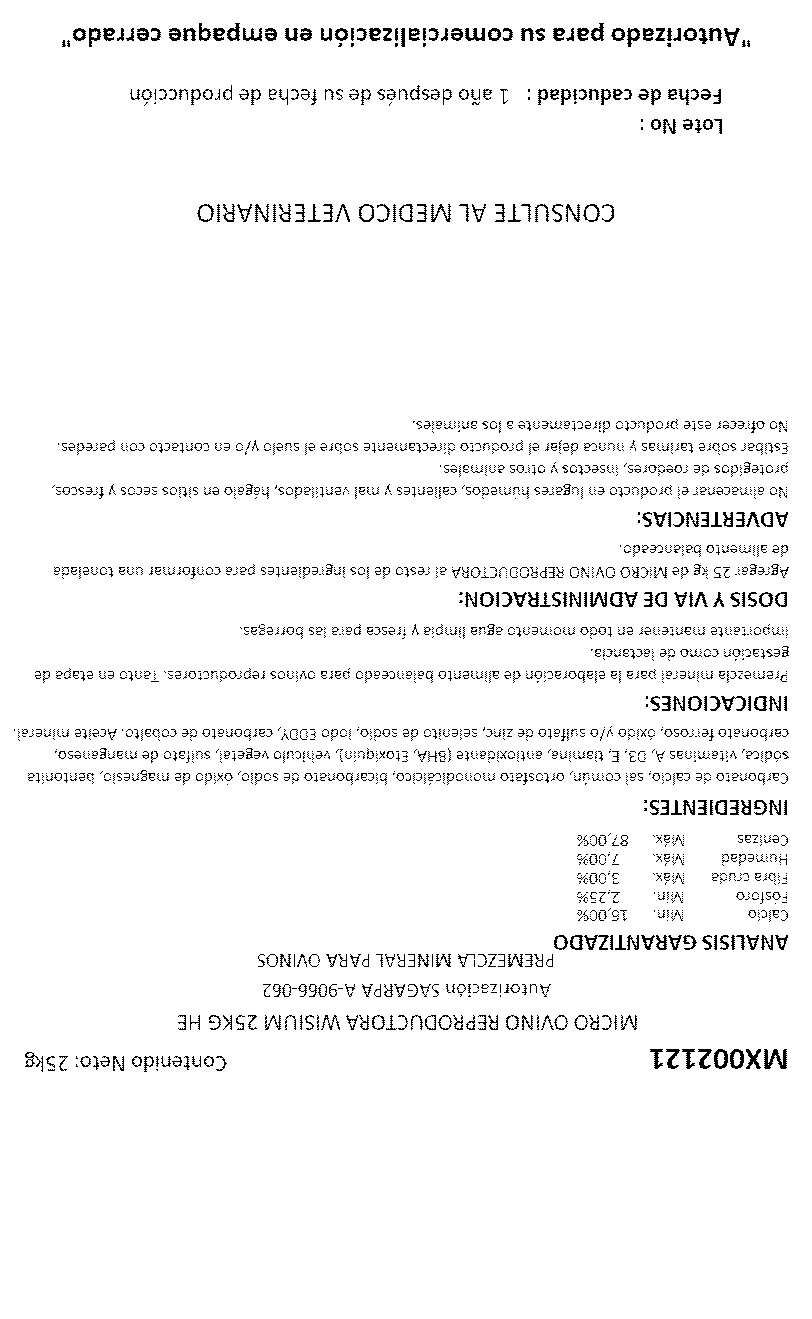 MX002121 Contenido Neto: 25kg
MICRO OVINO REPRODUCTORA WISIUM 25KG HE
Autorización SAGARPA A-9066-062
PREMEZCLA MINERAL PARA OVINOS
ANALISIS GARANTIZADO
Calcio Min. 15,00%
Fósforo Min. 2,25%
Fibra cruda Máx. 3,00%
Humedad Máx. 7,00%
Cenizas Máx. 87,00%
INGREDIENTES:
Carbonato de calcio, sal común, ortosfato monodicálcico, bicarbonato de sodio, óxido de magnesio, bentonita
sódica, vitaminas A, D3, E, tiamina, antioxidante (BHA, Etoxiquin), vehículo vegetal, sulfato de manganeso,
carbonato ferroso, óxido y/o sulfato de zinc, selenito de sodio, Iodo EDDY, carbonato de cobalto. Aceite mineral.
INDICACIONES:
Premezcla mineral para la elaboración de alimento balanceado para ovinos reproductores. Tanto en etapa de
gestación como de lactancia.
Importante mantener en todo momento agua limpia y fresca para las borregas.
DOSIS Y VIA DE ADMINISTRACION:
Agregar 25 kg de MICRO OVINO REPRODUCTORA al resto de los ingredientes para conformar una tonelada
de alimento balanceado.
ADVERTENCIAS:
No almacenar el producto en lugares húmedos, calientes y mal ventilados, hágalo en sitios secos y frescos,
protegidos de roedores, insectos y otros animales.
Estibar sobre tarimas y nunca dejar el producto directamente sobre el suelo y/o en contacto con paredes.
No ofrecer este producto directamente a los animales.
CONSULTE AL MEDICO VETERINARIO
Lote No :
Fecha de caducidad : 1 año después de su fecha de producción
"Autorizado para su comercialización en empaque cerrado"